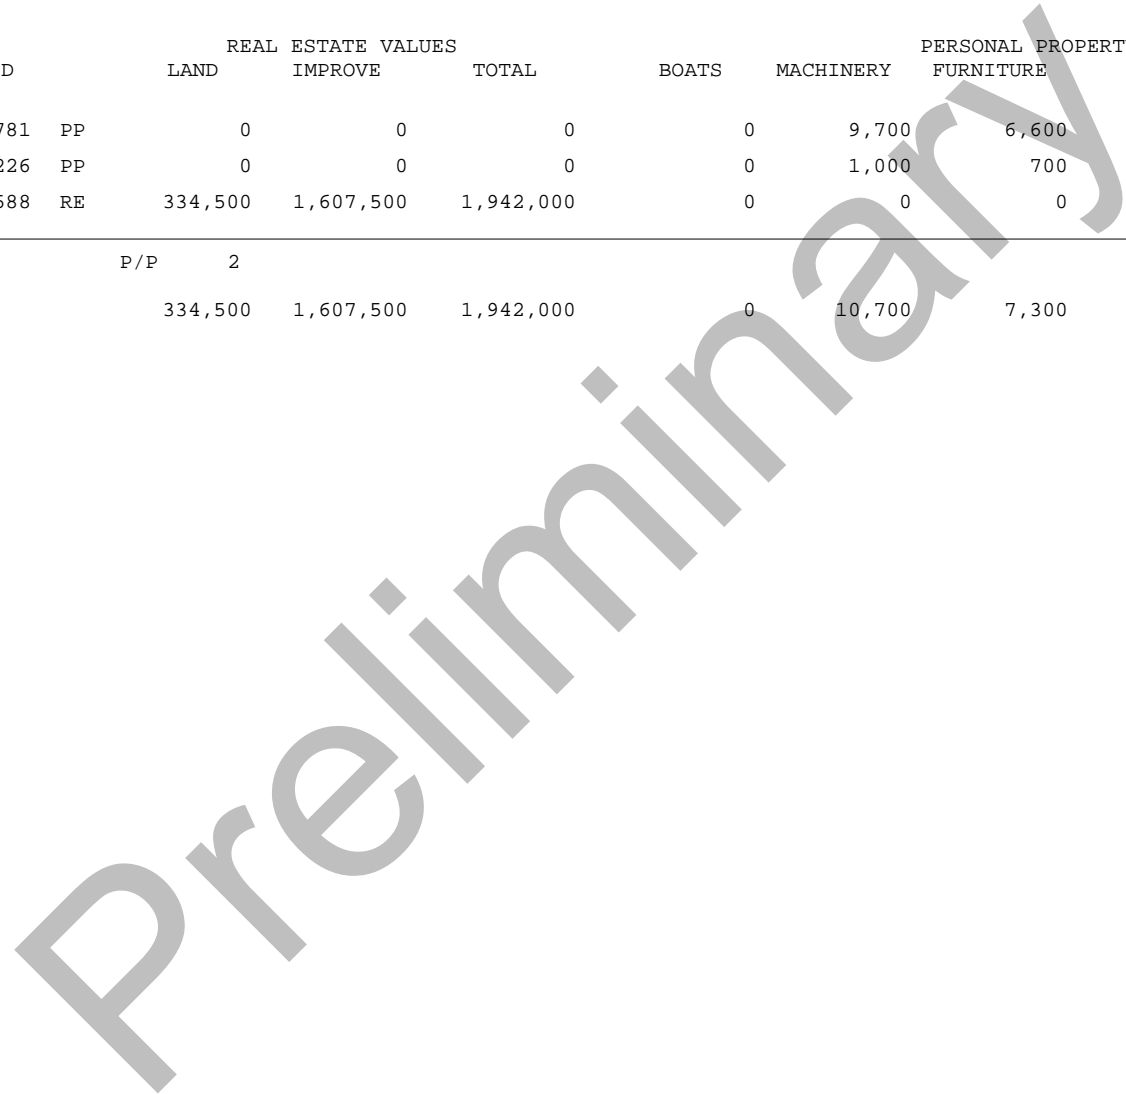 REAL ESTATE VALUES PERSONAL PROPERT
D LAND IMPROVE TOTAL BOATS MACHINERY FURNITURE
781 PP 0 0 0 0 9,700 6,600
226 PP 0 0 0 0 1,000 700
588 RE 334,500 1,607,500 1,942,000 0 0 0
P/P 2
334,500 1,607,500 1,942,000 0 10,700 7,300
Preliminary